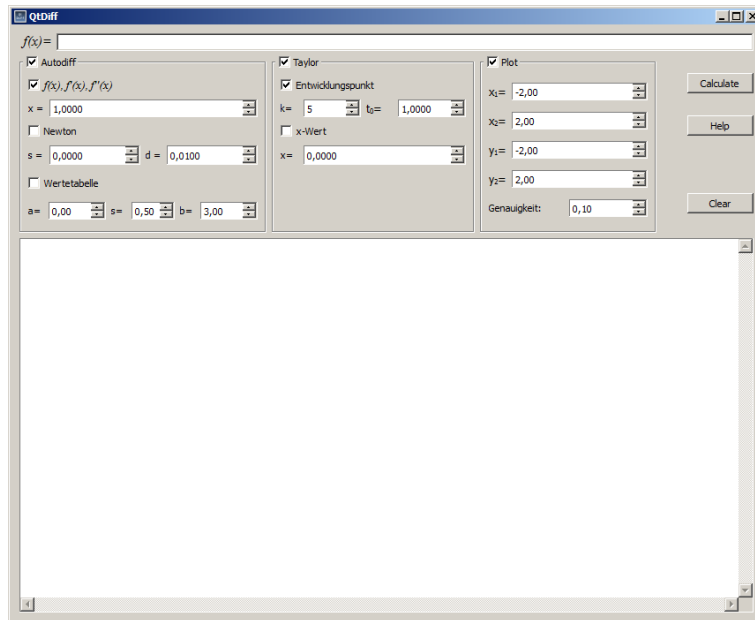 QtDiff
f(x)=
Autodiff
f(x), f'(x), f''(x)
x = 1,0000
Newton
s = 0,0000 d = 0,0100
Wertetabelle
a= 0,00 s= 0,50 b= 3,00
Taylor
Entwicklungspunkt
k= 5 t₀= 1,0000
x-Wert
x= 0,0000
Plot
x₁= -2,00
x₂= 2,00
y₁= -2,00
y₂= 2,00
Genauigkeit: 0,10
Calculate
Help
Clear